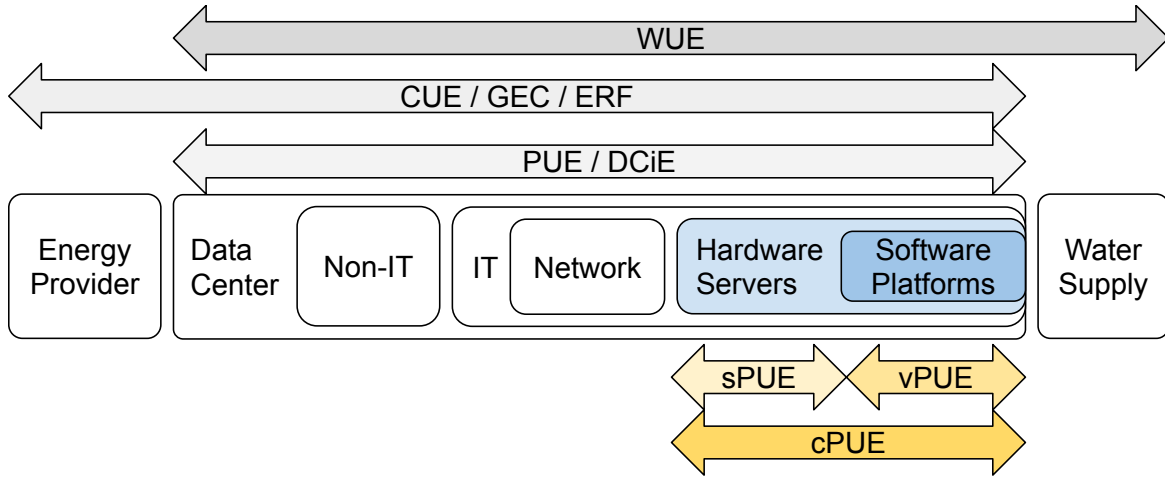 WUE
CUE / GEC / ERF
PUE / DCiE
Energy
Provider
Data
Center
Non-IT
IT
Network
Hardware
Servers
Software
Platforms
Water
Supply
sPUE
vPUE
cPUE